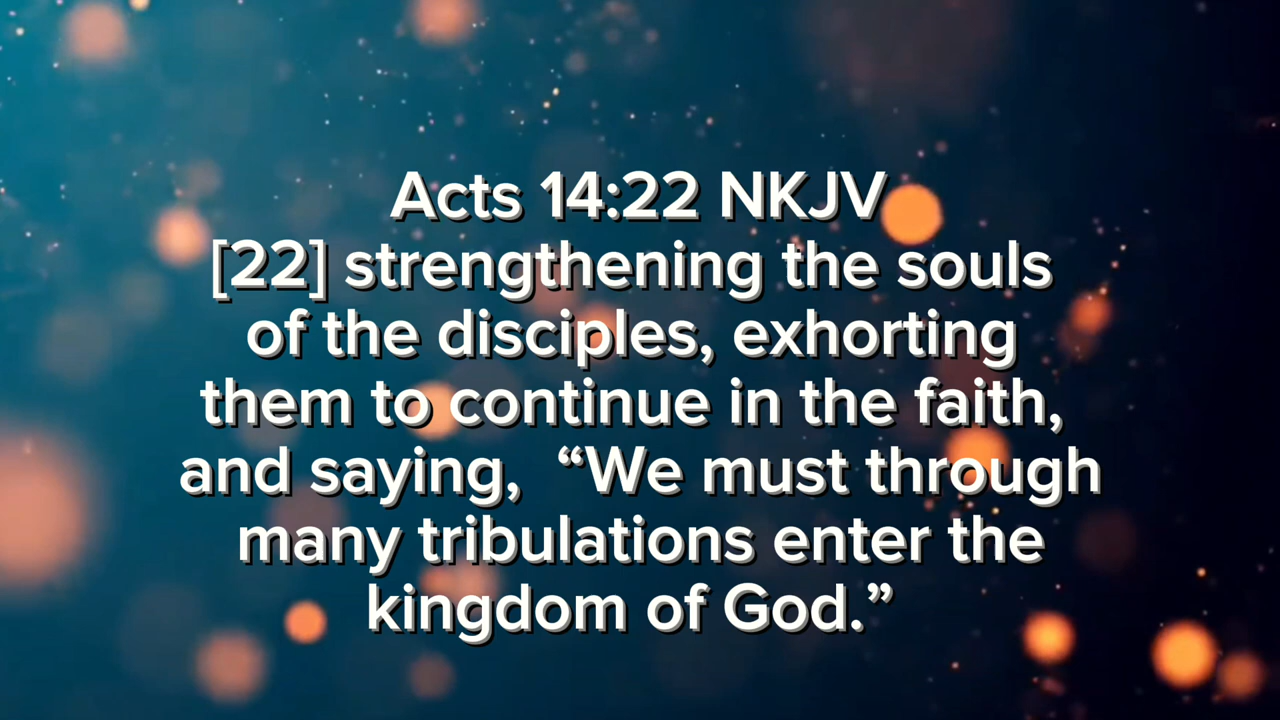 Acts 14:22 NKJV
[22] strengthening the souls
of the disciples, exhorting
them to continue in the faith,
and saying, “We must through
many tribulations enter the
kingdom of God.”